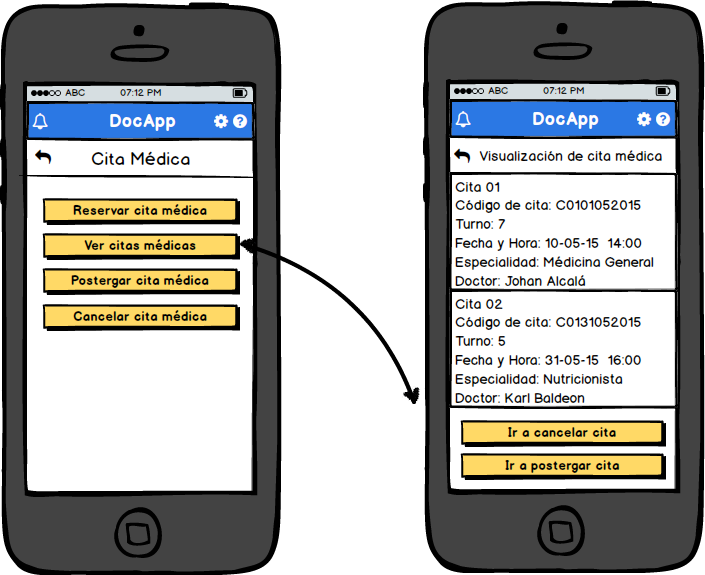 ABC 07:12 PM
DocApp
Cita Médica
Reservar cita médica
Ver citas médicas
Postergar cita médica
Cancelar cita médica
ABC 07:12 PM
DocApp
Visualización de cita médica
Cita 01
Código de cita: C0101052015
Turno: 7
Fecha y Hora: 10-05-15 14:00
Especialidad: Médicina General
Doctor: Johan Alcalá
Cita 02
Código de cita: C0131052015
Turno: 5
Fecha y Hora: 31-05-15 16:00
Especialidad: Nutricionista
Doctor: Karl Baldeon
Ir a cancelar cita
Ir a postergar cita